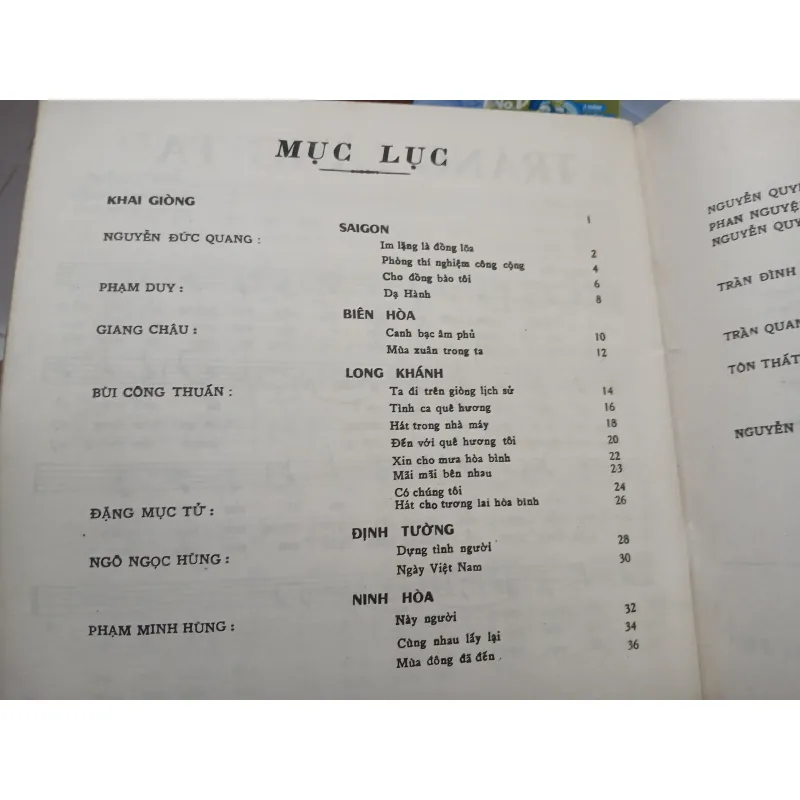 MỤC LỤC
KHAI GIÒNG 1
SAIGON
NGUYỄN ĐỨC QUANG :
Im lặng là đồng lõa 2
Phòng thí nghiệm công cộng 4
Cho đồng bào tôi 6
PHẠM DUY : Dạ Hành 8
BIÊN HÒA
GIANG CHÂU : Canh bạc âm phủ 10
Mùa xuân trong ta 12
LONG KHÁNH
BÙI CÔNG THUẤN : Ta đi trên giòng lịch sử 14
Tình ca quê hương 16
Hát trong nhà máy 18
Đến với quê hương tôi 20
Xin cho mưa hòa bình 22
Mãi mãi bên nhau 23
Có chúng tôi 24
ĐẶNG MỤC TỬ : Hát cho tương lai hòa bình 26
ĐỊNH TƯỜNG
NGÔ NGỌC HÙNG : Dựng tình người 28
Ngày Việt Nam 30
NINH HÒA
PHẠM MINH HÙNG : Này người 32
Cùng nhau lấy lại 34
Mùa đông đã đến 36
NGUYỄN
PHAN
NGUYỄN
TRẦN ĐÌNH
TRẦN
TÔN THẤT
NGUYỄN